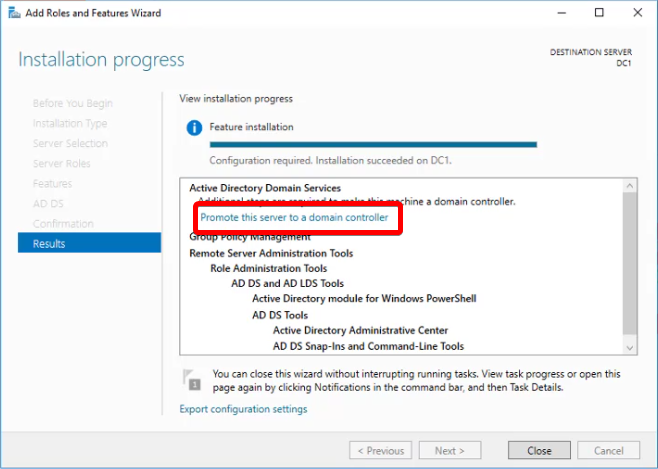 Add Roles and Features Wizard
Installation progress
DESTINATION SERVER
DC1
Before You Begin
Installation Type
Server Selection
Server Roles
Features
AD DS
Confirmation
Results
View installation progress
Feature installation
Configuration required. Installation succeeded on DC1.
Active Directory Domain Services
Additional steps are required to make this machine a domain controller.
Promote this server to a domain controller
Group Policy Management
Remote Server Administration Tools
Role Administration Tools
AD DS and AD LDS Tools
Active Directory module for Windows PowerShell
AD DS Tools
Active Directory Administrative Center
AD DS Snap-Ins and Command-Line Tools
1
You can close this wizard without interrupting running tasks. View task progress or open this
page again by clicking Notifications in the command bar, and then Task Details.
Export configuration settings
< Previous
Next >
Close
Cancel